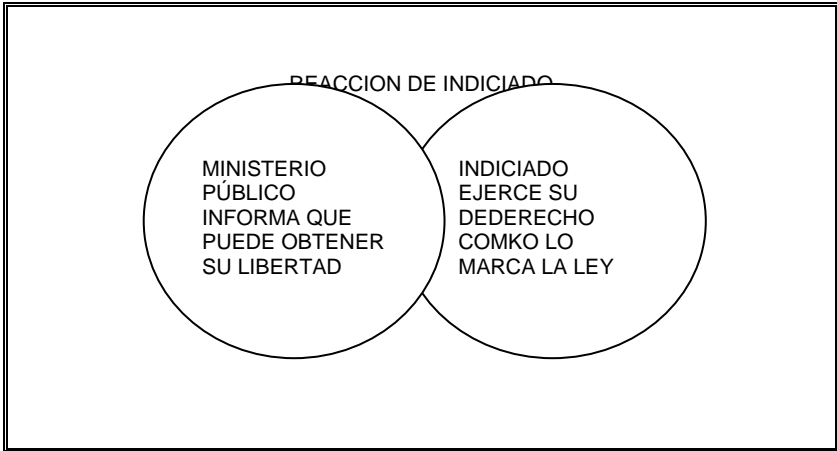 REACCION DE INDICIADO
MINISTERIO
PÚBLICO
INFORMA QUE
PUEDE OBTENER
SU LIBERTAD
INDICIADO
EJERCE SU
DEDERECHO
COMKO LO
MARCA LA LEY